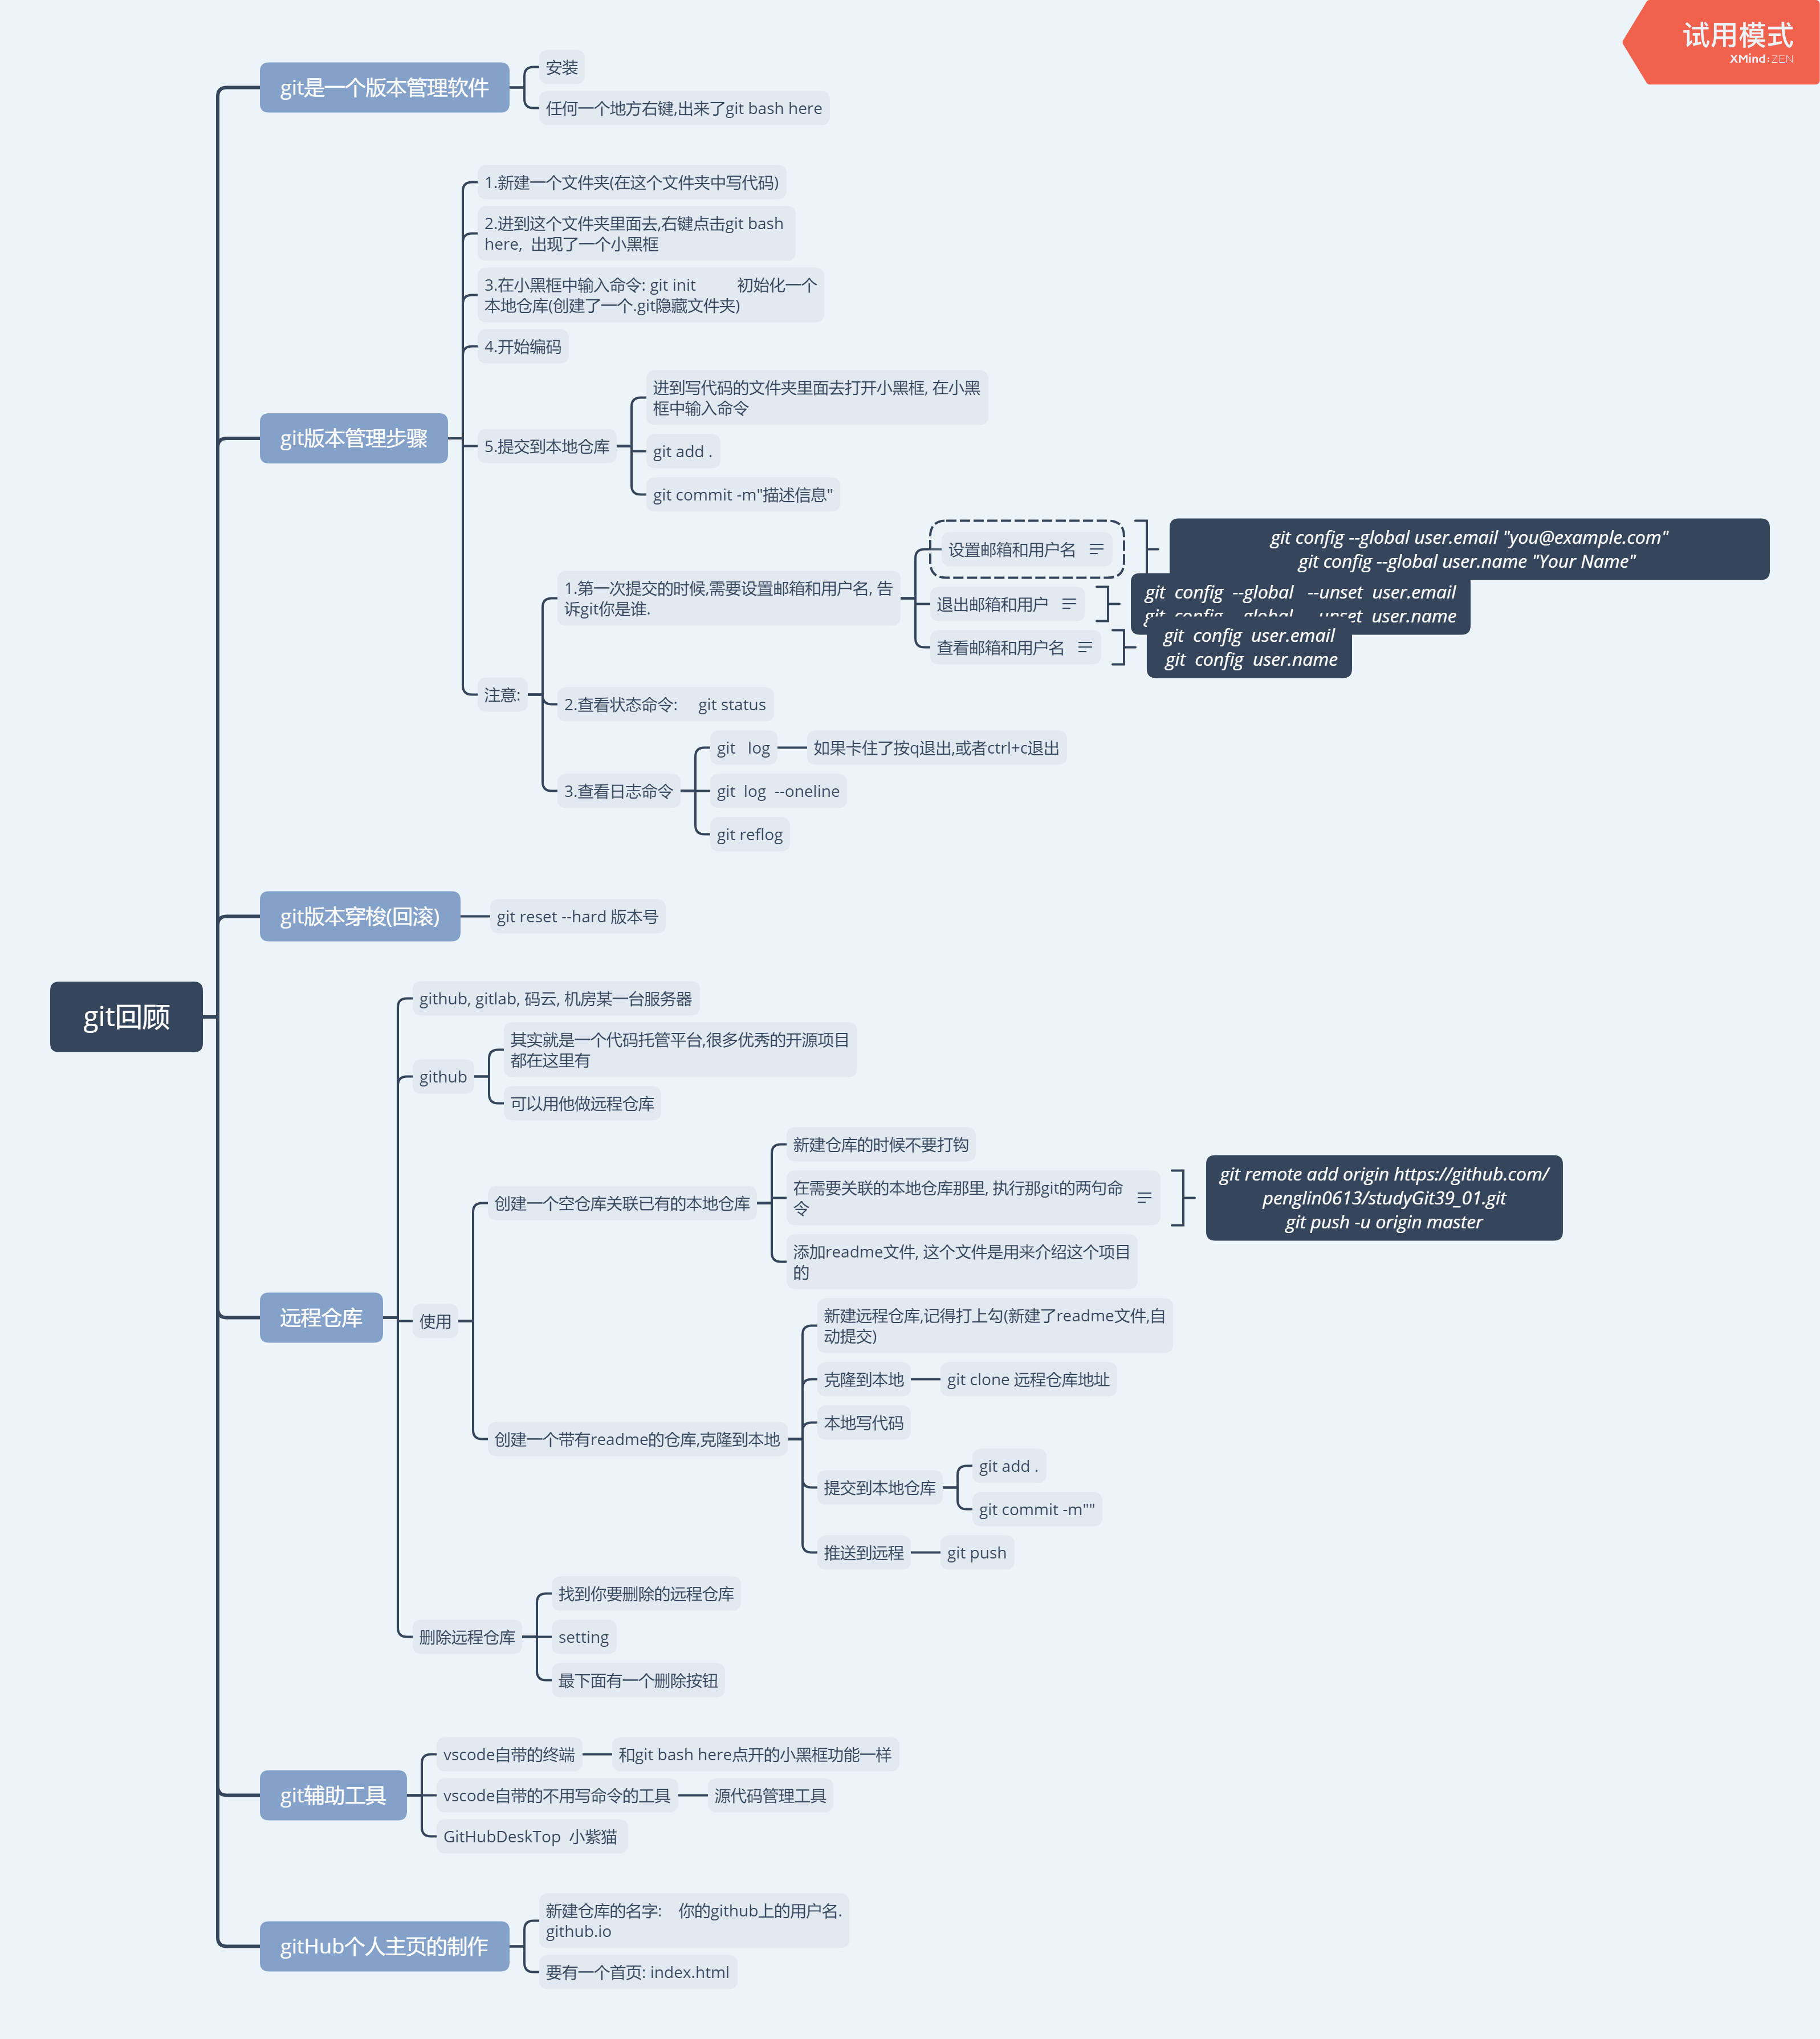 试用模式
XMind:ZEN
git回顾
git是一个版本管理软件
安装
任何一个地方右键,出来了git bash here
git版本管理步骤
1.新建一个文件夹(在这个文件夹中写代码)
2.进到这个文件夹里面去,右键点击git bash
here, 出现了一个小黑框
3.在小黑框中输入命令: git init 初始化一个
本地仓库(创建了一个.git隐藏文件夹)
4.开始编码
5.提交到本地仓库
进到写代码的文件夹里面去打开小黑框, 在小黑
框中输入命令
git add .
git commit -m"描述信息"
注意:
1.第一次提交的时候,需要设置邮箱和用户名, 告
诉git你是谁.
设置邮箱和用户名
git config --global user.email "you@example.com"
git config --global user.name "Your Name"
退出邮箱和用户
git config --global --unset user.email
git config --global --unset user.name
查看邮箱和用户名
git config user.email
git config user.name
2.查看状态命令: git status
3.查看日志命令
git log
如果卡住了按q退出,或者ctrl+c退出
git log --oneline
git reflog
git版本穿梭(回滚)
git reset --hard 版本号
远程仓库
github, gitlab, 码云, 机房某一台服务器
github
其实就是一个代码托管平台,很多优秀的开源项目
都在这里有
可以用他做远程仓库
使用
创建一个空仓库关联已有的本地仓库
新建仓库的时候不要打钩
在需要关联的本地仓库那里, 执行那git的两句命
令
git remote add origin https://github.com/
penglin0613/studyGit39_01.git
git push -u origin master
添加readme文件, 这个文件是用来介绍这个项目
的
创建一个带有readme的仓库,克隆到本地
新建远程仓库,记得打上勾(新建了readme文件,自
动提交)
克隆到本地
git clone 远程仓库地址
本地写代码
提交到本地仓库
git add .
git commit -m""
推送到远程
git push
删除远程仓库
找到你要删除的远程仓库
setting
最下面有一个删除按钮
git辅助工具
vscode自带的终端
和git bash here点开的小黑框功能一样
vscode自带的不用写命令的工具
源代码管理工具
GitHubDeskTop 小紫猫
gitHub个人主页的制作
新建仓库的名字: 你的github上的用户名.
github.io
要有一个首页: index.html